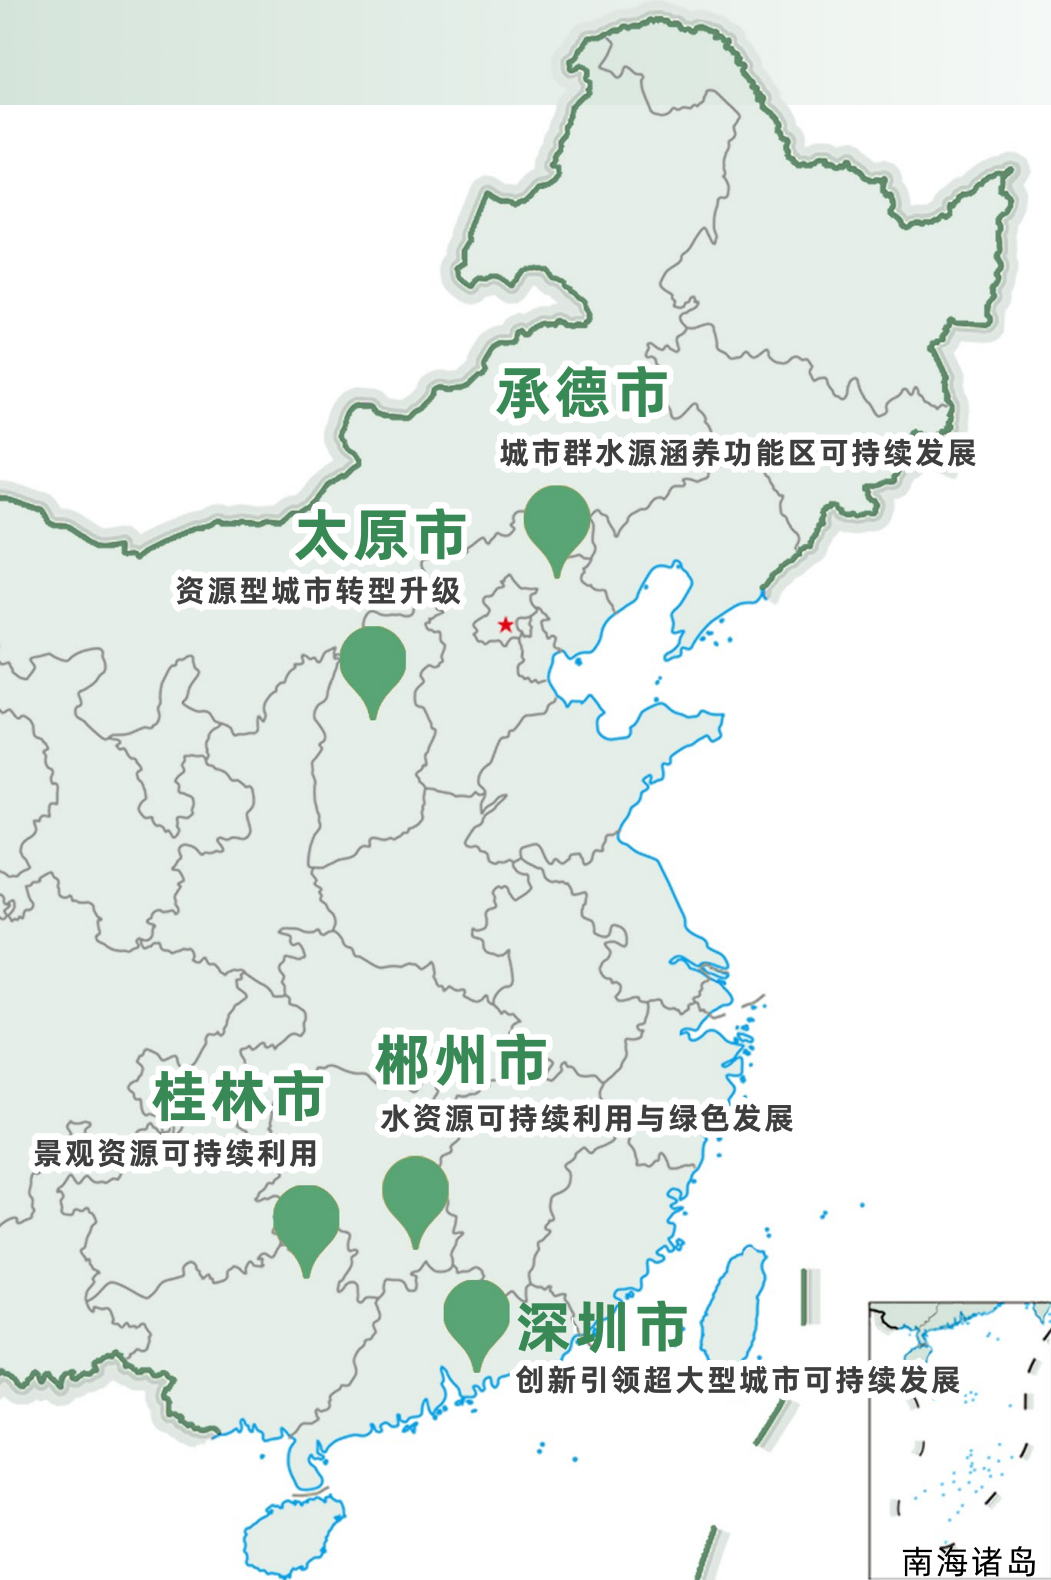 承德市
城市群水源涵养功能区可持续发展
太原市
资源型城市转型升级
郴州市
水资源可持续利用与绿色发展
桂林市
景观资源可持续利用
深圳市
创新引领超大型城市可持续发展
南海诸岛